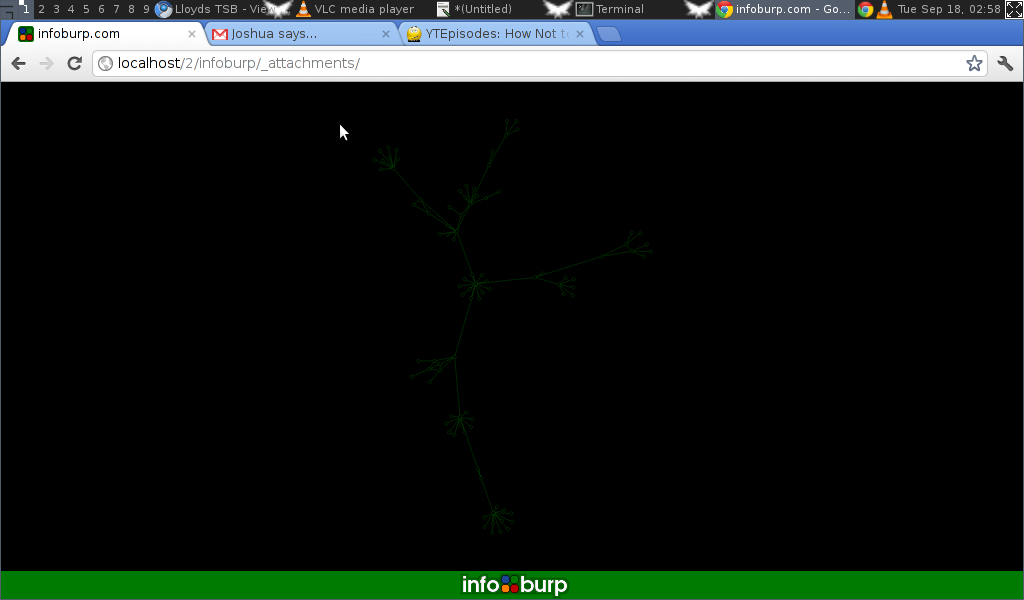 1 2 3 4 5 6 7 8 9 Lloyds TSB - Vie VLC media player *(Untitled) Terminal infoburp.com - Go... Tue Sep 18, 02:58
infoburp.com Joshua says... YTEpisodes: How Not t
localhost/2/infoburp/_attachments/
info burp